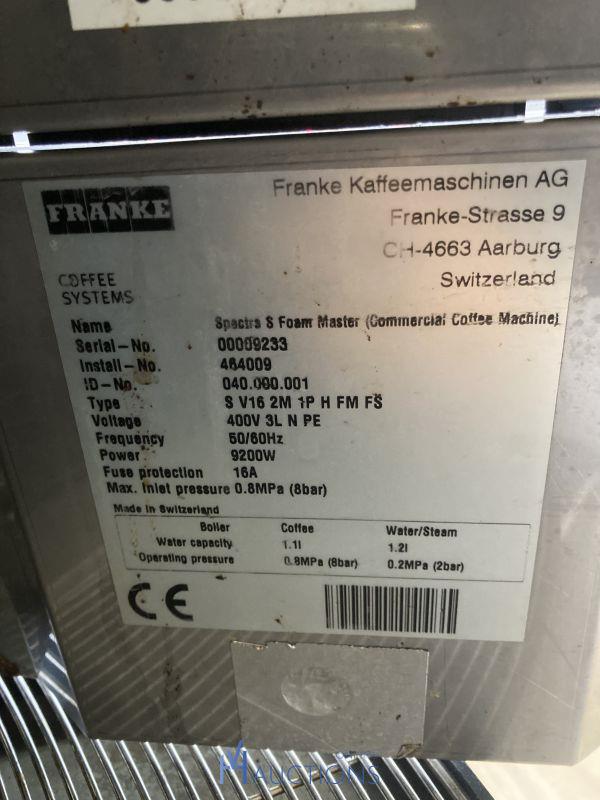 FRANKE
Franke Kaffeemaschinen AG
Franke-Strasse 9
CH-4663 Aarburg
Switzerland
COFFEE
SYSTEMS
Name Spectra S Foam Master (Commercial Coffee Machine)
Serial-No. 00009233
Install-No. 464009
ID-No. 040.000.001
Type S V16 2M 1P H FM FS
Voltage 400V 3L N PE
Frequency 50/60Hz
Power 9200W
Fuse protection 16A
Max. Inlet pressure 0.8MPa (8bar)
Made in Switzerland
Boiler Coffee Water/Steam
Water capacity 1.1l 1.2l
Operating pressure 0.8MPa (8bar) 0.2MPa (2bar)
CE
AUCTIONS